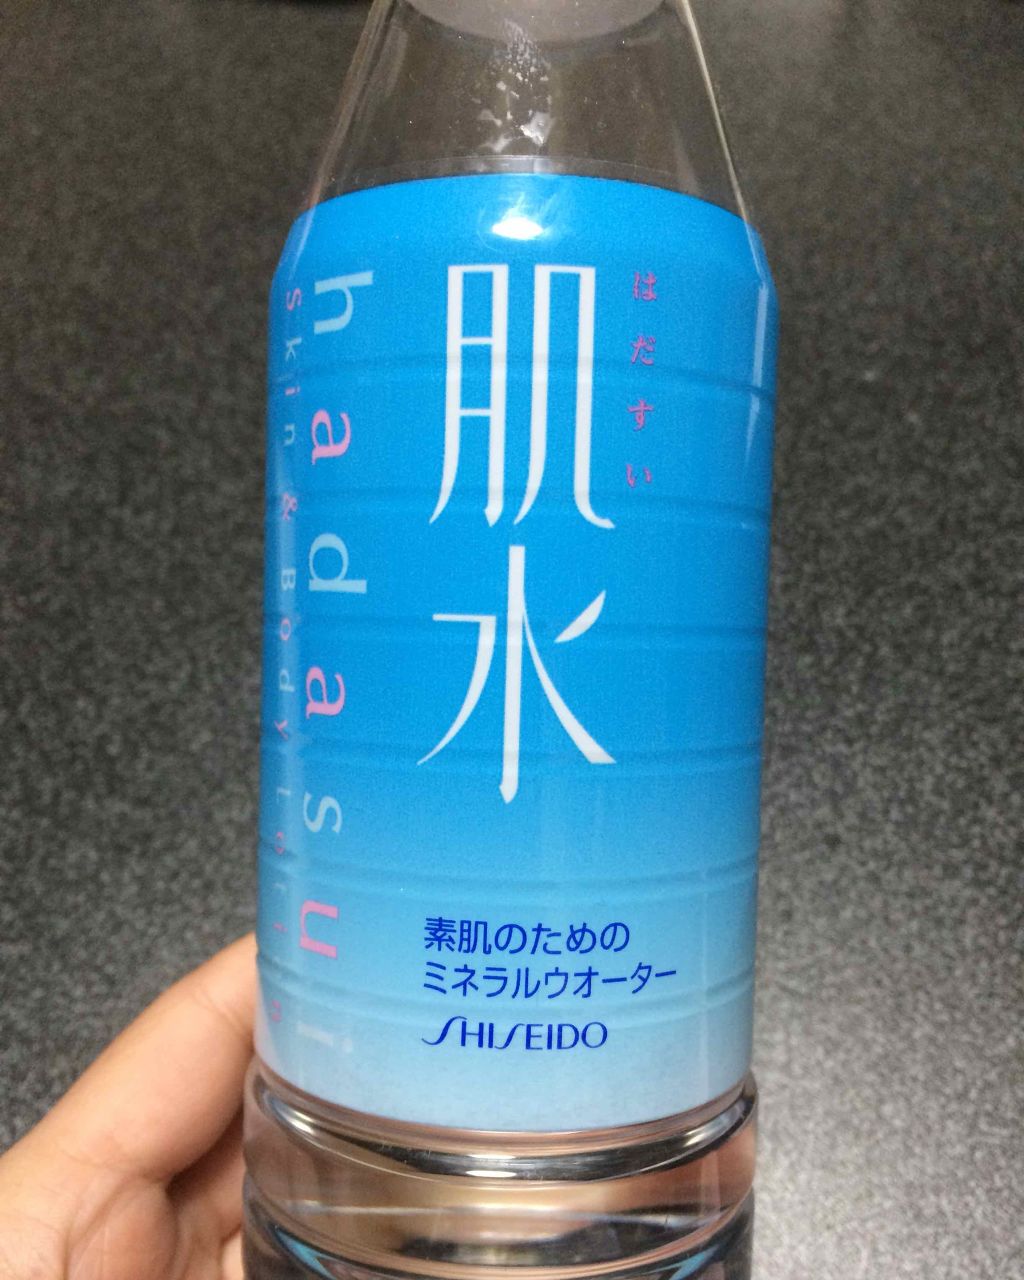 肌水
はだすい
hadasui
Skin & Body Lotion
素肌のための
ミネラルウオーター
SHISEIDO